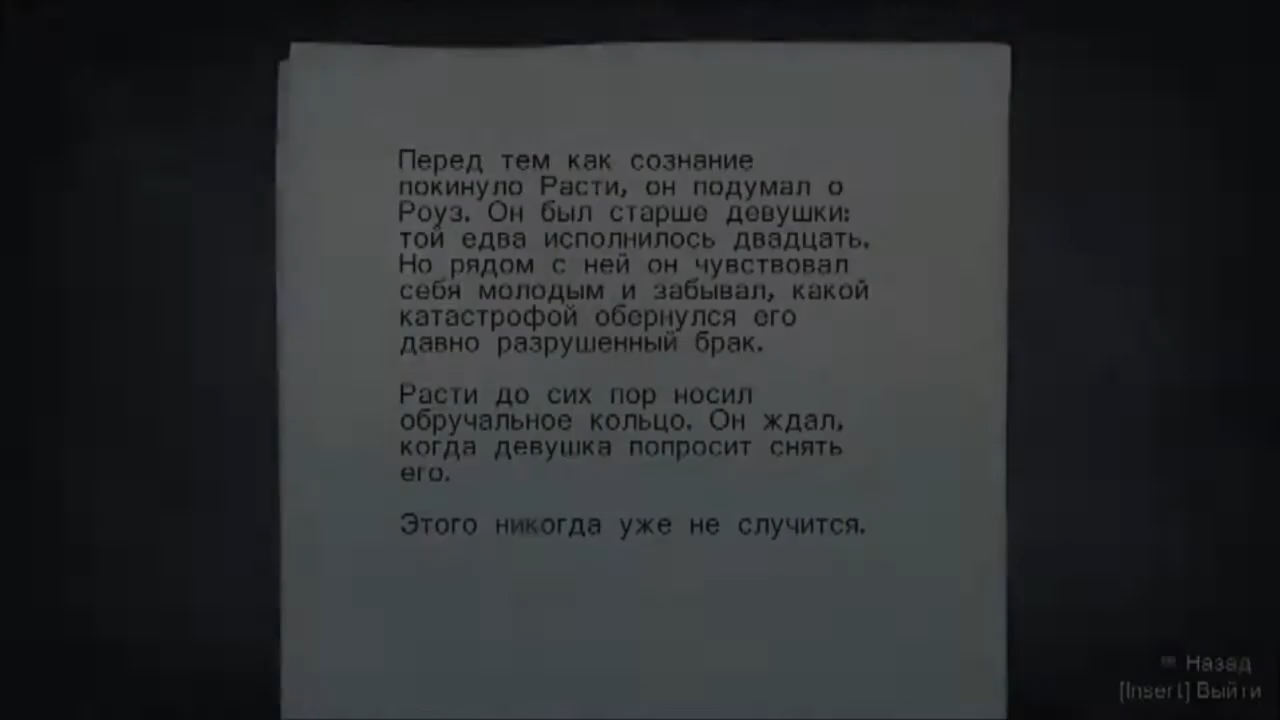 Перед тем как сознание
покинуло Расти, он подумал о
Роуз. Он был старше девушки:
той едва исполнилось двадцать.
Но рядом с ней он чувствовал
себя молодым и забывал, какой
катастрофой обернулся его
давно разрушенный брак.
Расти до сих пор носил
обручальное кольцо. Он ждал,
когда девушка попросит снять
его.
Этого никогда уже не случится.
Назад
[Insert] Выйти